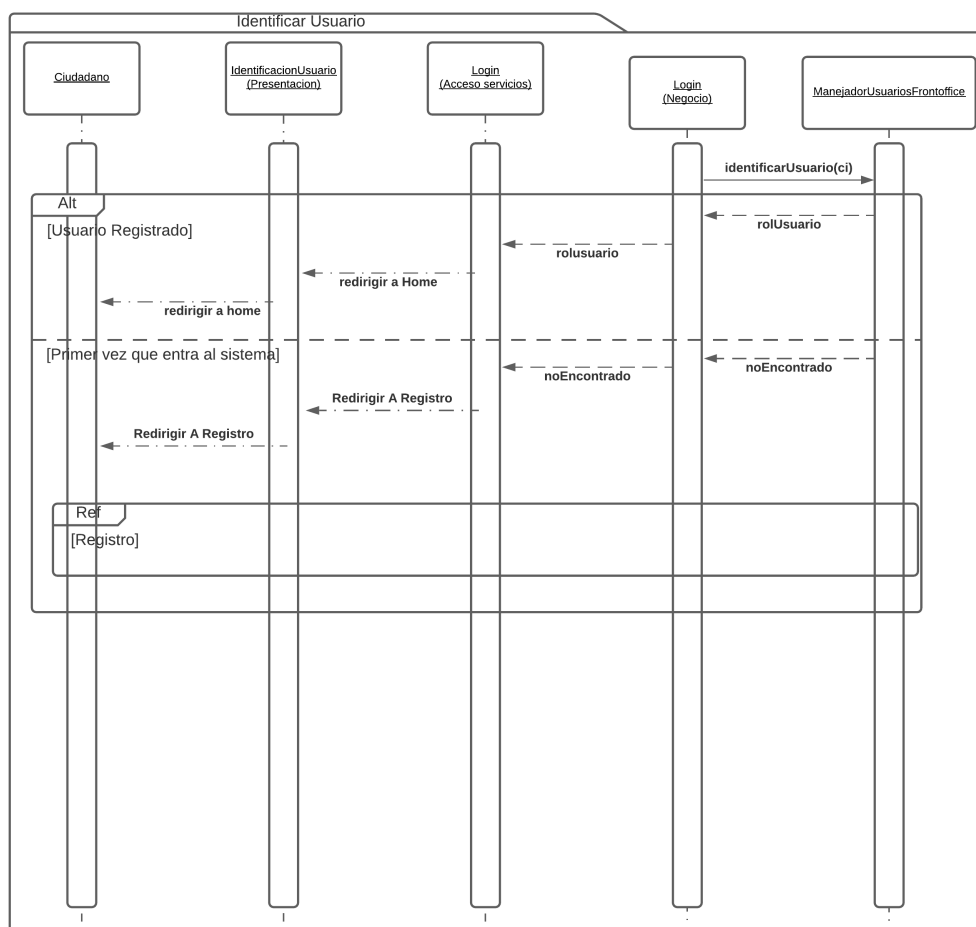 Identificar Usuario
Ciudadano
IdentificacionUsuario
(Presentacion)
Login
(Acceso servicios)
Login
(Negocio)
ManejadorUsuariosFrontoffice
identificarUsuario(ci)
Alt
[Usuario Registrado]
rolUsuario
rolusuario
redirigir a Home
redirigir a home
[Primer vez que entra al sistema]
noEncontrado
noEncontrado
Redirigir A Registro
Redirigir A Registro
Ref
[Registro]